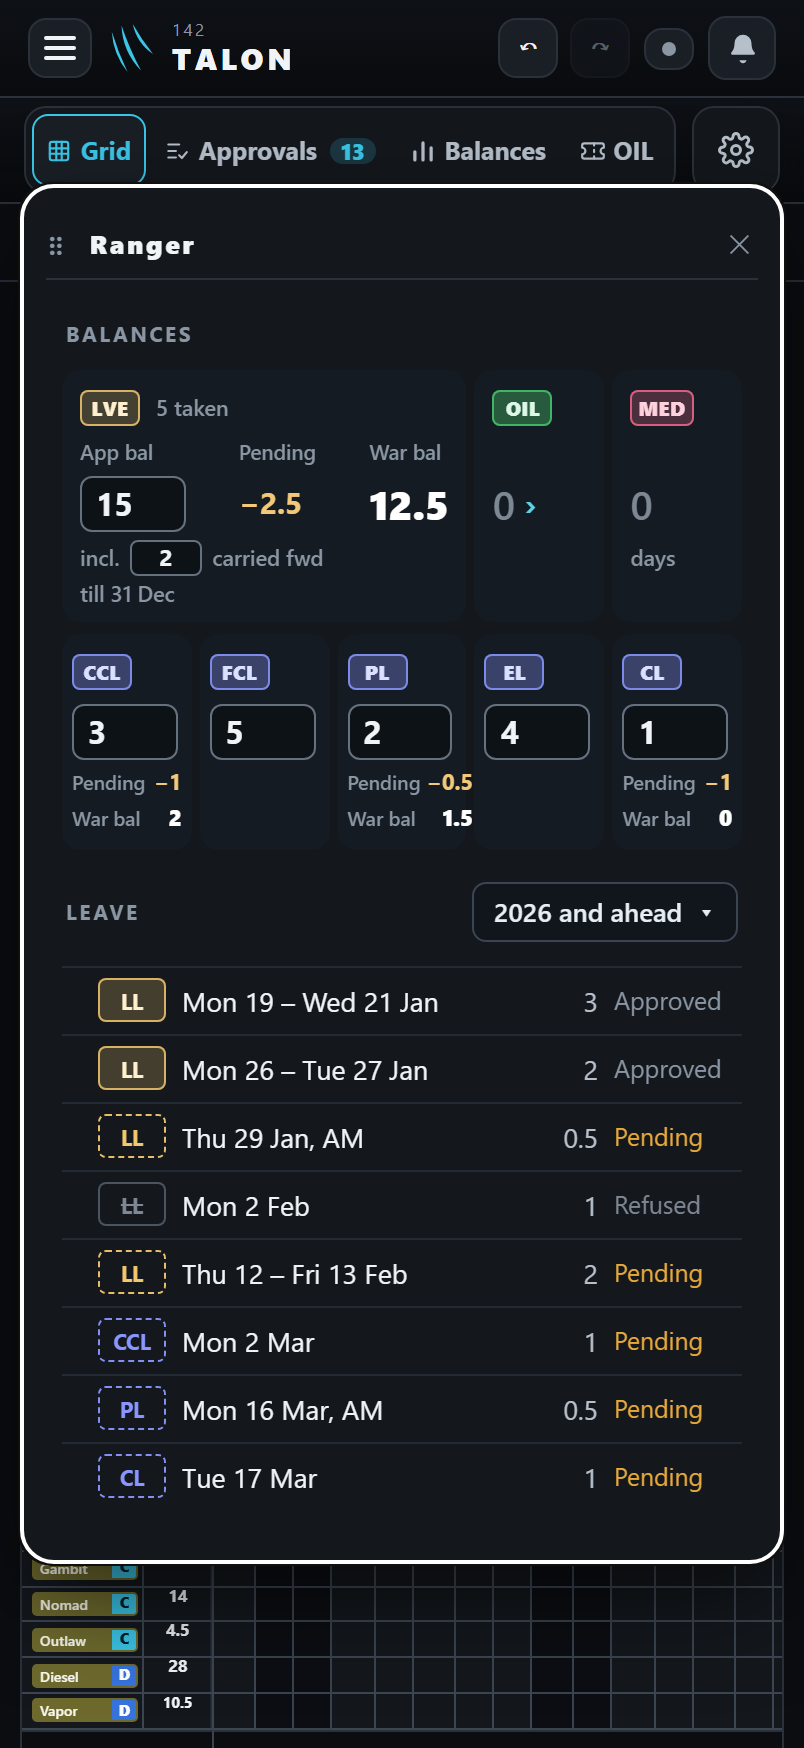 142
TALON
Grid
Approvals 13
Balances
OIL
Ranger
BALANCES
LVE 5 taken
App bal Pending War bal
15 −2.5 12.5
incl. 2 carried fwd
till 31 Dec
OIL
0 ›
MED
0
days
CCL
3
Pending −1
War bal 2
FCL
5
PL
2
Pending −0.5
War bal 1.5
EL
4
CL
1
Pending −1
War bal 0
LEAVE
2026 and ahead
LL Mon 19 – Wed 21 Jan 3 Approved
LL Mon 26 – Tue 27 Jan 2 Approved
LL Thu 29 Jan, AM 0.5 Pending
LL Mon 2 Feb 1 Refused
LL Thu 12 – Fri 13 Feb 2 Pending
CCL Mon 2 Mar 1 Pending
PL Mon 16 Mar, AM 0.5 Pending
CL Tue 17 Mar 1 Pending
Gambit C
Nomad C 14
Outlaw C 4.5
Diesel D 28
Vapor D 10.5